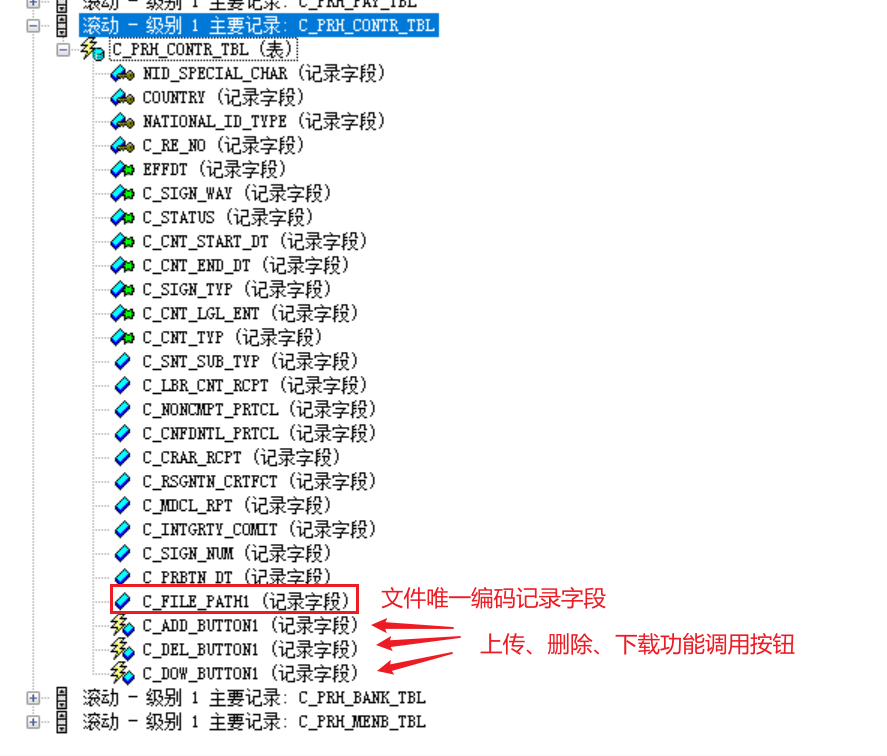 滚动 - 级别 1 主要记录: C_PRH_PAY_TBL
滚动 - 级别 1 主要记录: C_PRH_CONTR_TBL
C_PRH_CONTR_TBL (表)
NID_SPECIAL_CHAR (记录字段)
COUNTRY (记录字段)
NATIONAL_ID_TYPE (记录字段)
C_RE_NO (记录字段)
EFFDT (记录字段)
C_SIGN_WAY (记录字段)
C_STATUS (记录字段)
C_CNT_START_DT (记录字段)
C_CNT_END_DT (记录字段)
C_SIGN_TYP (记录字段)
C_CNT_LGL_ENT (记录字段)
C_CNT_TYP (记录字段)
C_SNT_SUB_TYP (记录字段)
C_LBR_CNT_RCPT (记录字段)
C_NONCMPT_PRTCL (记录字段)
C_CNFDNTL_PRTCL (记录字段)
C_CRAR_RCPT (记录字段)
C_RSGNTN_CRTFCT (记录字段)
C_MDCL_RPT (记录字段)
C_INTGRTY_COMIT (记录字段)
C_SIGN_NUM (记录字段)
C_PRBTN_DT (记录字段)
C_FILE_PATH1 (记录字段) 文件唯一编码记录字段
C_ADD_BUTTON1 (记录字段)
C_DEL_BUTTON1 (记录字段) 上传、删除、下载功能调用按钮
C_DOW_BUTTON1 (记录字段)
滚动 - 级别 1 主要记录: C_PRH_BANK_TBL
滚动 - 级别 1 主要记录: C_PRH_MENB_TBL